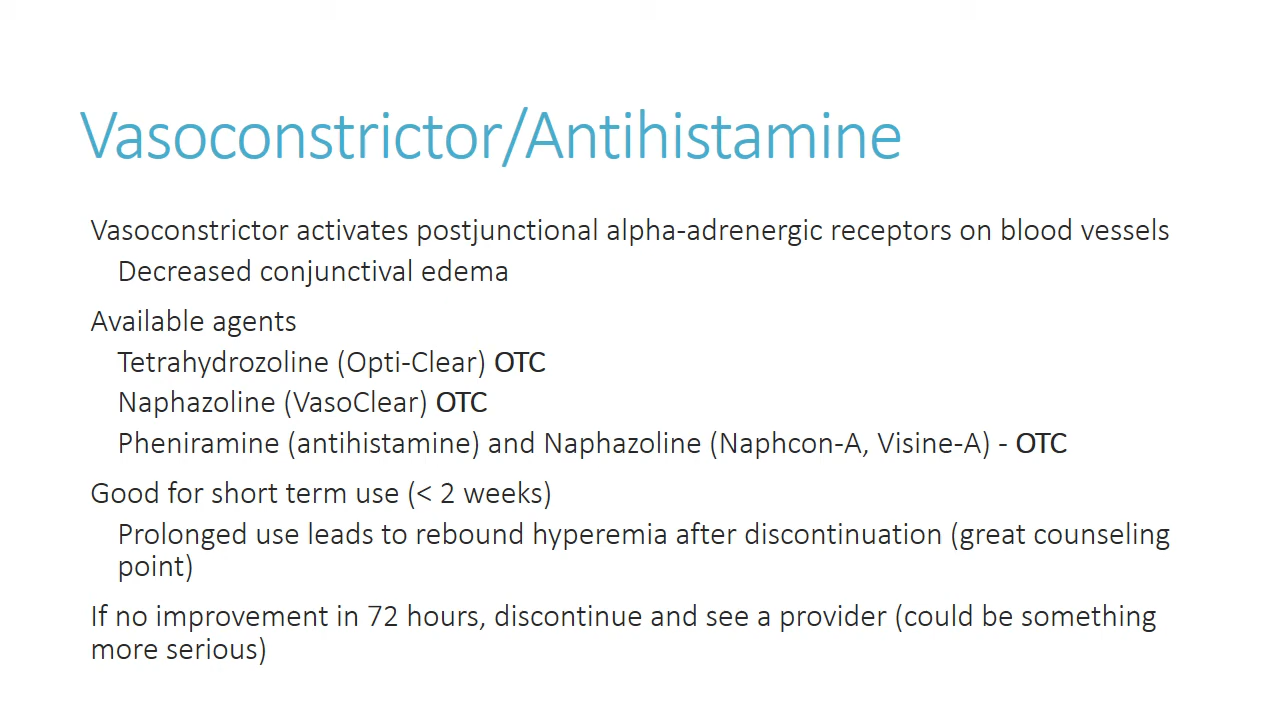 Vasoconstrictor/Antihistamine
Vasoconstrictor activates postjunctional alpha-adrenergic receptors on blood vessels
Decreased conjunctival edema
Available agents
Tetrahydrozoline (Opti-Clear) OTC
Naphazoline (VasoClear) OTC
Pheniramine (antihistamine) and Naphazoline (Naphcon-A, Visine-A) - OTC
Good for short term use (< 2 weeks)
Prolonged use leads to rebound hyperemia after discontinuation (great counseling
point)
If no improvement in 72 hours, discontinue and see a provider (could be something
more serious)